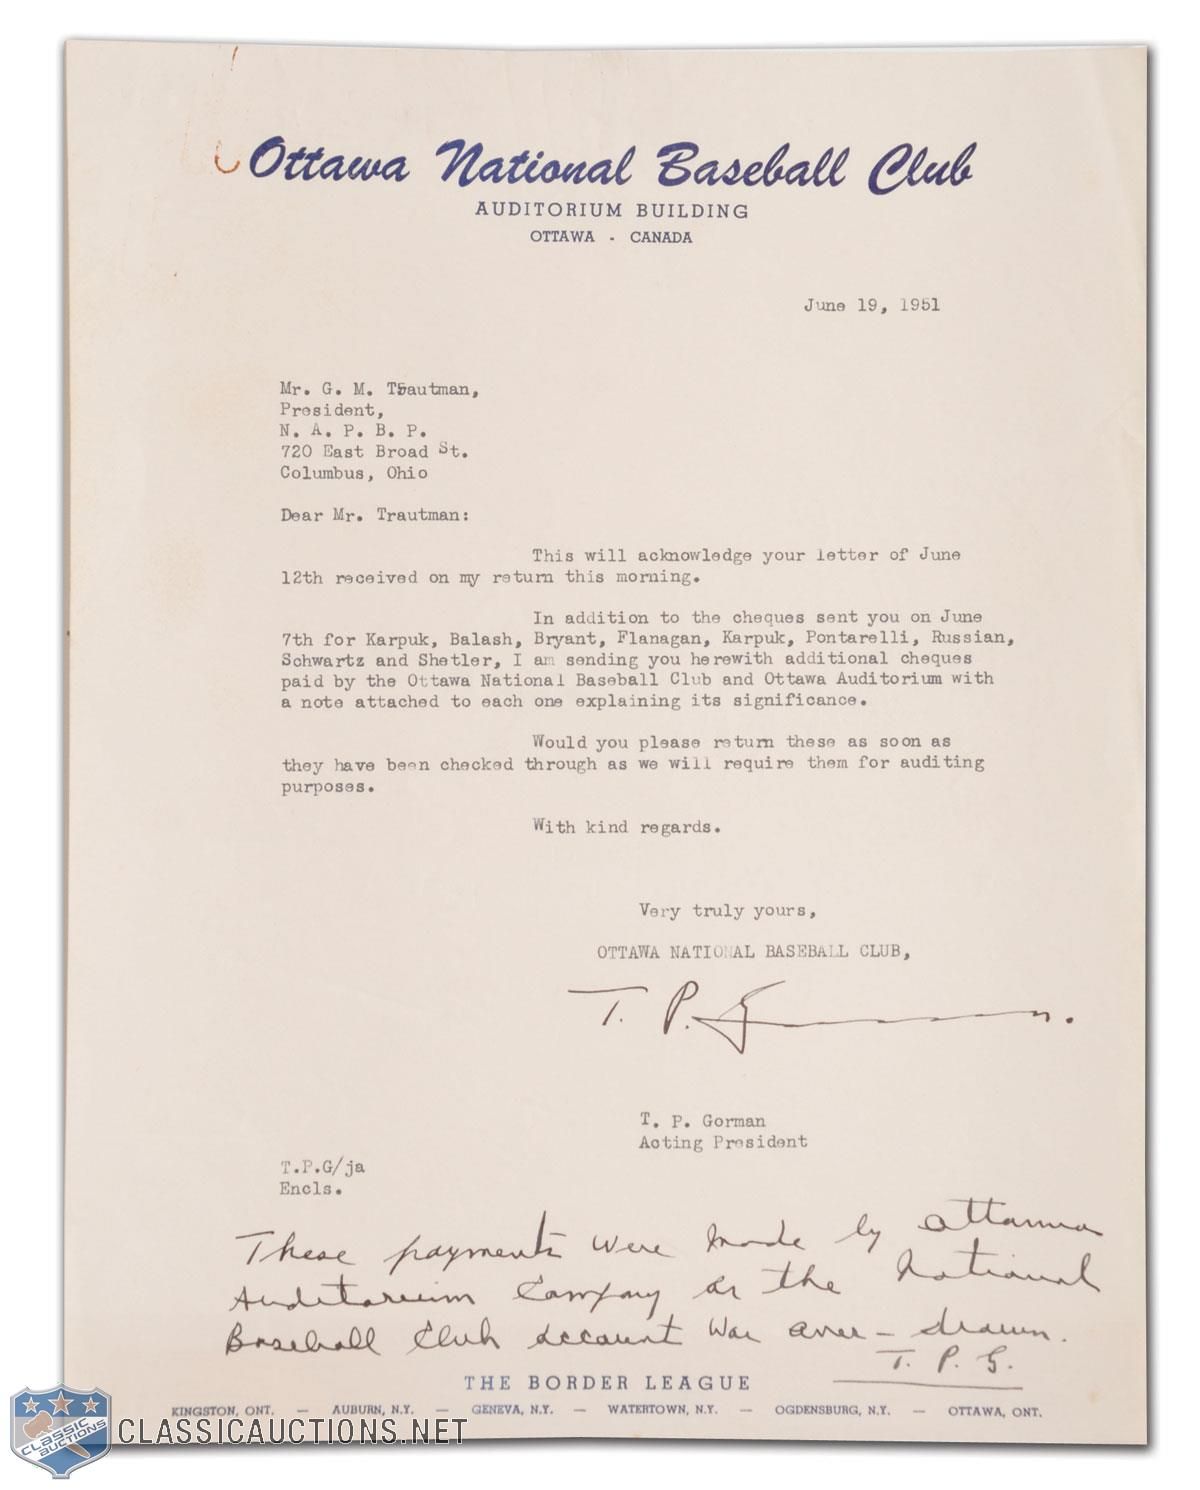 Ottawa National Baseball Club
AUDITORIUM BUILDING
OTTAWA - CANADA
June 19, 1951
Mr. G. M. Trautman,
President,
N. A. P. B. P.
720 East Broad St.
Columbus, Ohio
Dear Mr. Trautman:
This will acknowledge your letter of June
12th received on my return this morning.
In addition to the cheques sent you on June
7th for Karpuk, Balash, Bryant, Flanagan, Karpuk, Pontarelli, Russian,
Schwartz and Shetler, I am sending you herewith additional cheques
paid by the Ottawa National Baseball Club and Ottawa Auditorium with
a note attached to each one explaining its significance.
Would you please return these as soon as
they have been checked through as we will require them for auditing
purposes.
With kind regards.
Very truly yours,
OTTAWA NATIONAL BASEBALL CLUB,
T. P. Gorman.
T. P. Gorman
Acting President
T.P.G/ja
Encls.
These payments were made by Ottawa
Auditorium Company as the National
Baseball Club account was over-drawn.
T. P. G.
THE BORDER LEAGUE
KINGSTON, ONT. — AUBURN, N.Y. — GENEVA, N.Y. — WATERTOWN, N.Y. — OGDENSBURG, N.Y. — OTTAWA, ONT.
CLASSIC AUCTIONS
CLASSICAUCTIONS.NET